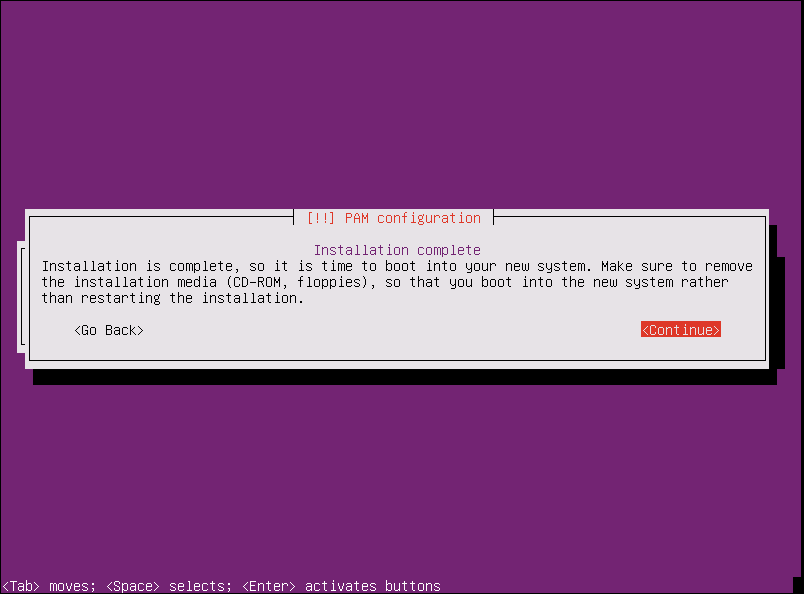 [!!] PAM configuration
Installation complete
Installation is complete, so it is time to boot into your new system. Make sure to remove
the installation media (CD-ROM, floppies), so that you boot into the new system rather
than restarting the installation.
<Go Back> <Continue>
<Tab> moves; <Space> selects; <Enter> activates buttons